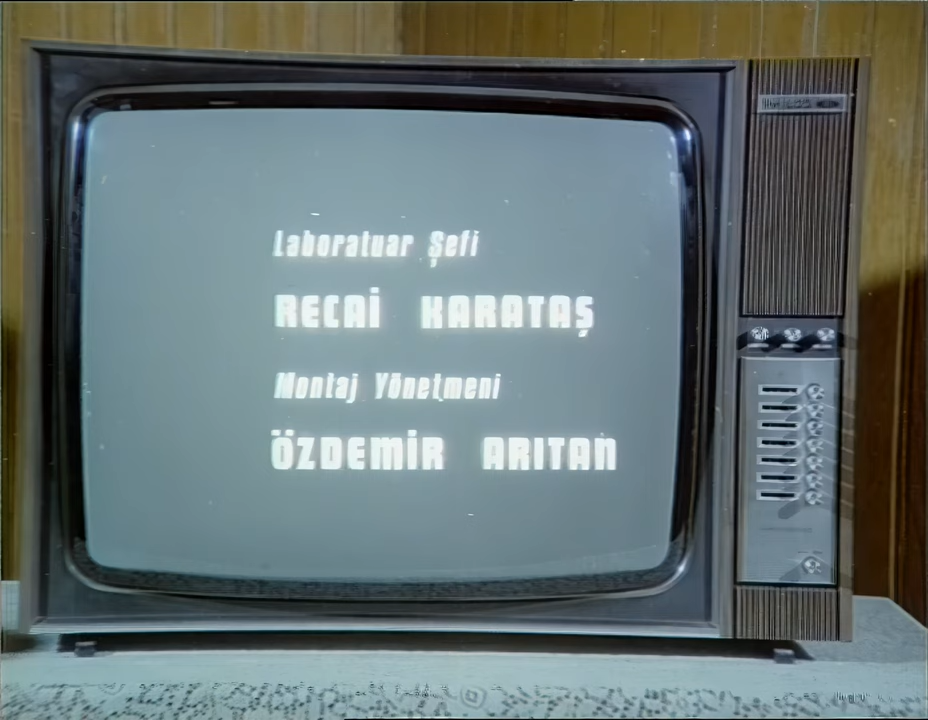 Laboratuar Şefi
RECAİ KARATAŞ
Montaj Yönetmeni
ÖZDEMİR ARITAN